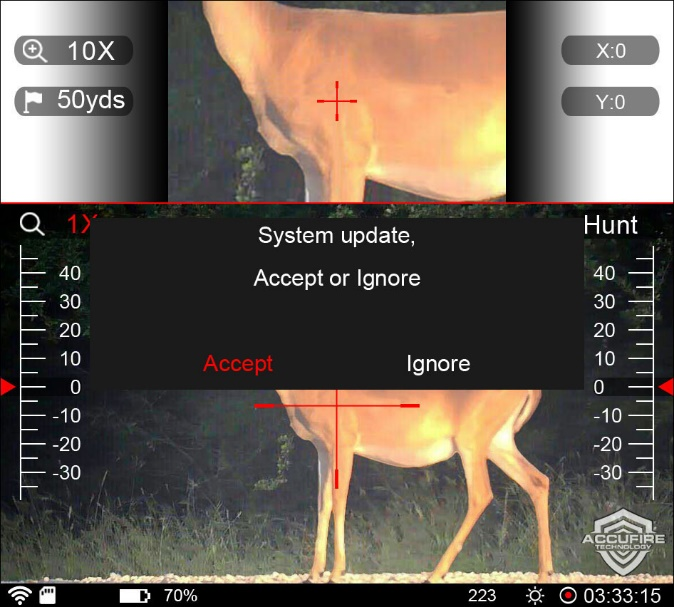 10X
X:0
50yds
Y:0
1X
Hunt
System update,
Accept or Ignore
Accept
Ignore
40
30
20
10
0
-10
-20
-30
40
30
20
10
0
-10
-20
-30
ACCUFIRE
TECHNOLOGY
70%
223
03:33:15